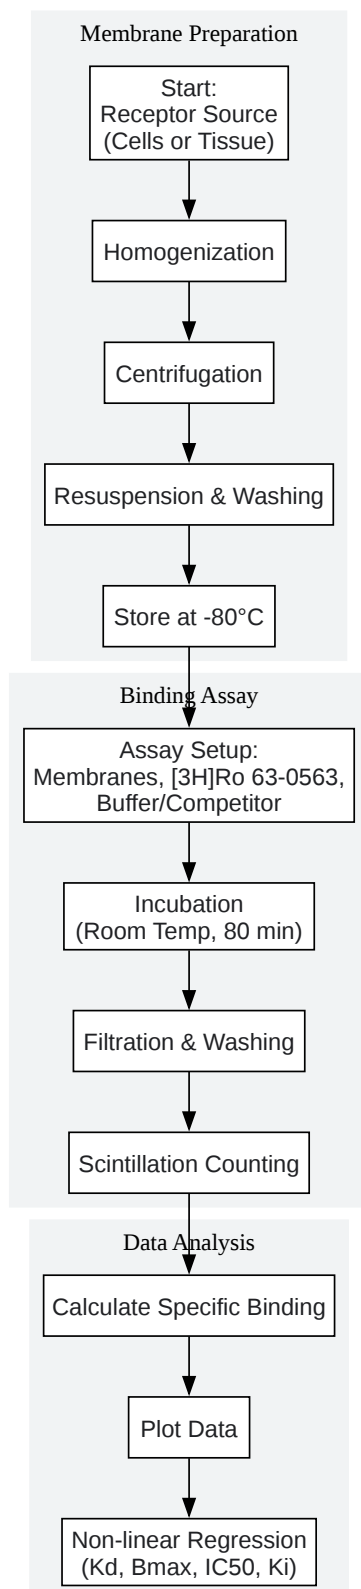 Membrane Preparation
Start:
Receptor Source
(Cells or Tissue)
Homogenization
Centrifugation
Resuspension & Washing
Store at -80°C
Binding Assay
Assay Setup:
Membranes, [3H]Ro 63-0563,
Buffer/Competitor
Incubation
(Room Temp, 80 min)
Filtration & Washing
Scintillation Counting
Data Analysis
Calculate Specific Binding
Plot Data
Non-linear Regression
(Kd, Bmax, IC50, Ki)